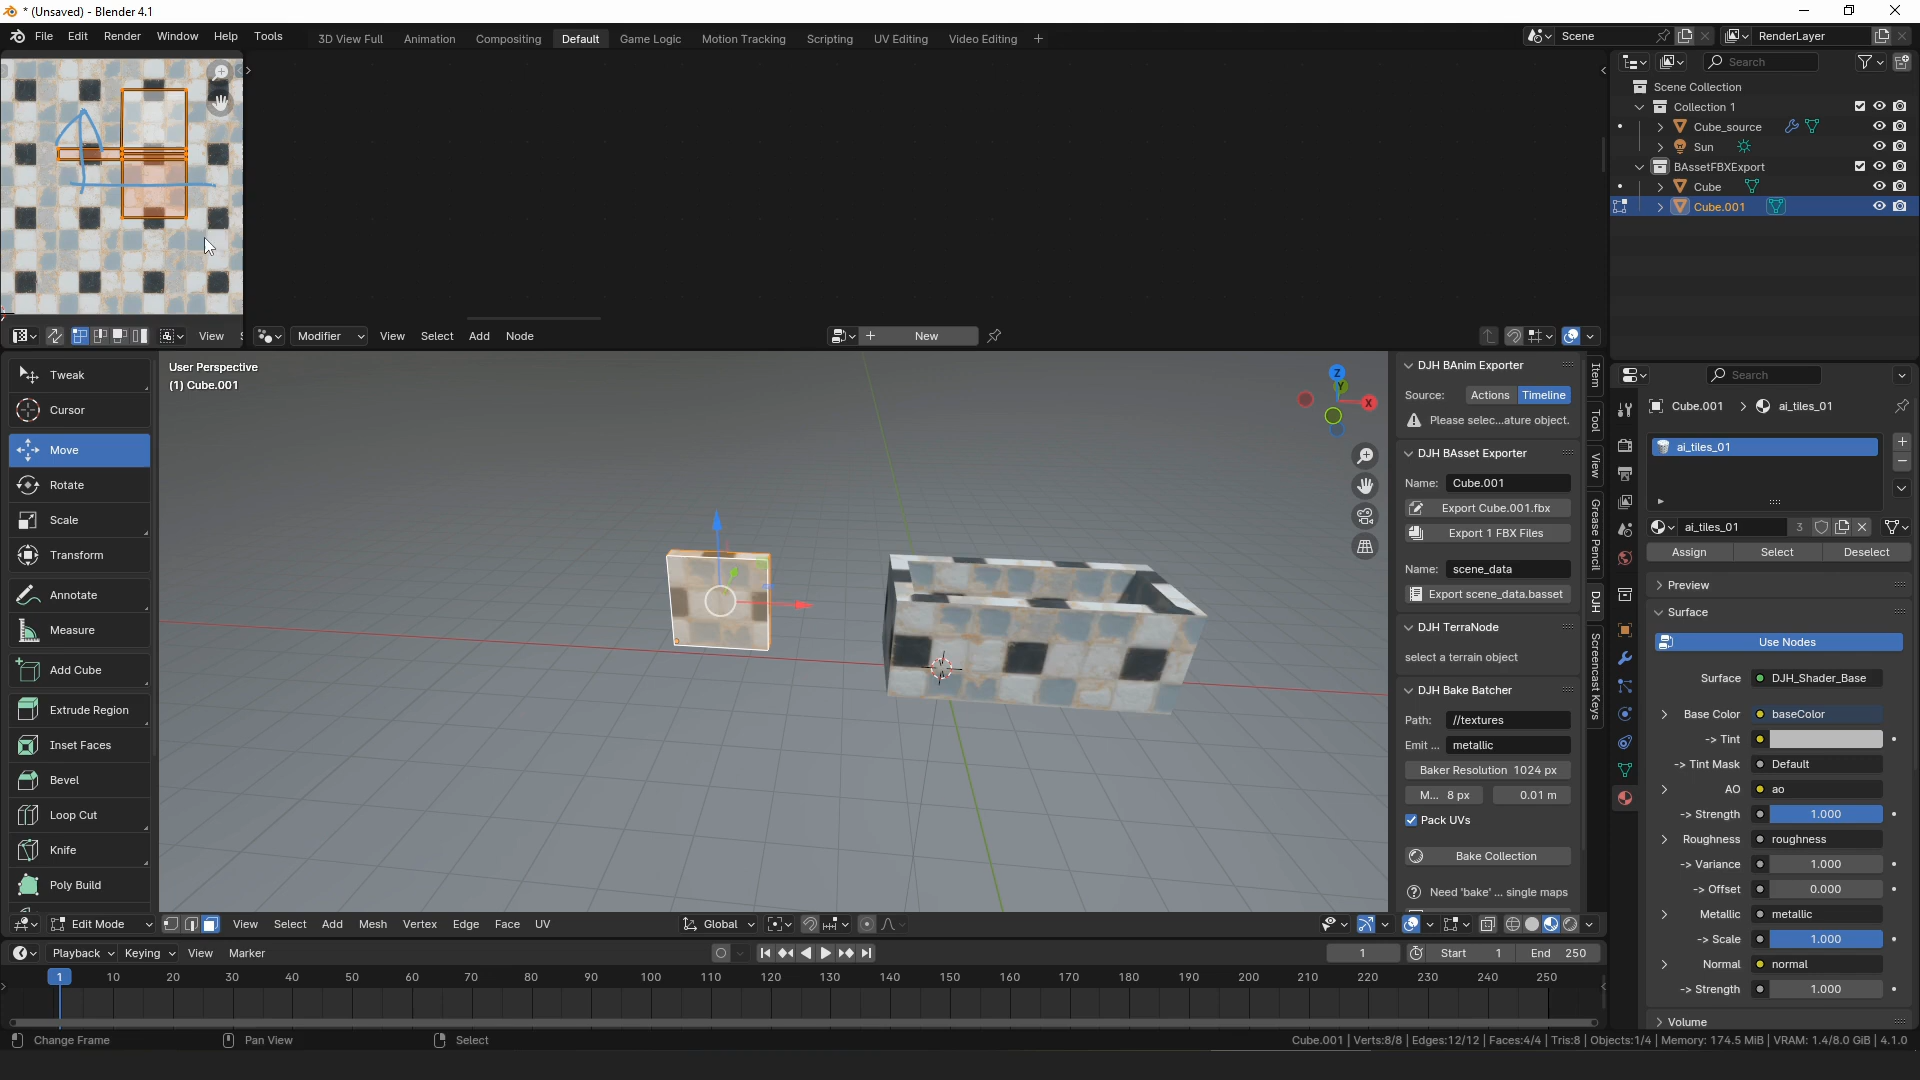 * (Unsaved) - Blender 4.1
File Edit Render Window Help Tools 3D View Full Animation Compositing Default Game Logic Motion Tracking Scripting UV Editing Video Editing Scene RenderLayer
Search
Scene Collection
Collection 1
Cube_source
Sun
BAssetFBXExport
Cube
Cube.001
View Modifier View Select Add Node New
Tweak
Cursor
Move
Rotate
Scale
Transform
Annotate
Measure
Add Cube
Extrude Region
Inset Faces
Bevel
Loop Cut
Knife
Poly Build
User Perspective
(1) Cube.001
Z
Y
X
DJH BAnim Exporter
Source: Actions Timeline
Please selec...ature object.
DJH BAsset Exporter
Name: Cube.001
Export Cube.001.fbx
Export 1 FBX Files
Name: scene_data
Export scene_data.basset
DJH TerraNode
select a terrain object
DJH Bake Batcher
Path: //textures
Emit ... metallic
Baker Resolution 1024 px
M... 8 px 0.01 m
Pack UVs
Bake Collection
Need 'bake' ... single maps
Item
Tool
View
Grease Pencil
DJH
Screencast Keys
Search
Cube.001 ai_tiles_01
ai_tiles_01
ai_tiles_01 3
Assign Select Deselect
Preview
Surface
Use Nodes
Surface DJH_Shader_Base
Base Color baseColor
-> Tint
-> Tint Mask Default
AO ao
-> Strength 1.000
Roughness roughness
-> Variance 1.000
-> Offset 0.000
Metallic metallic
-> Scale 1.000
Normal normal
-> Strength 1.000
Volume
Edit Mode View Select Add Mesh Vertex Edge Face UV Global
Playback Keying View Marker 1 Start 1 End 250
1 10 20 30 40 50 60 70 80 90 100 110 120 130 140 150 160 170 180 190 200 210 220 230 240 250
Change Frame Pan View Select Cube.001 | Verts:8/8 | Edges:12/12 | Faces:4/4 | Tris:8 | Objects:1/4 | Memory: 174.5 MiB | VRAM: 1.4/8.0 GiB | 4.1.0